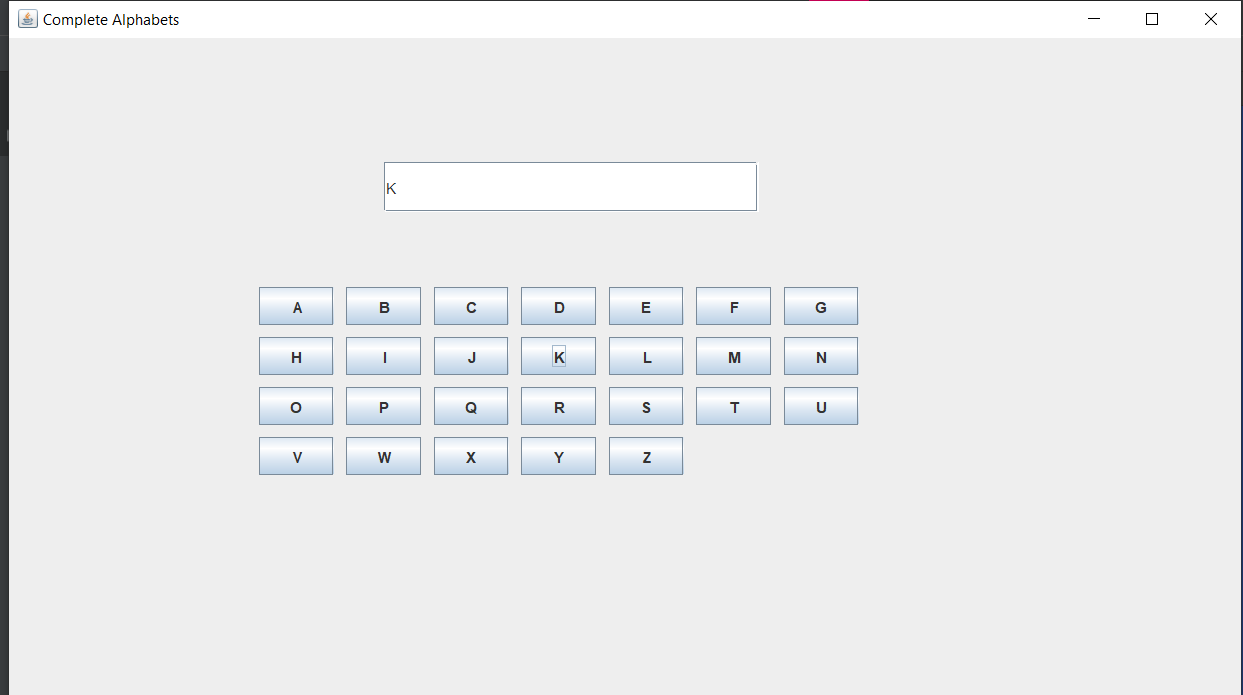 Complete Alphabets
K
A B C D E F G
H I J K L M N
O P Q R S T U
V W X Y Z